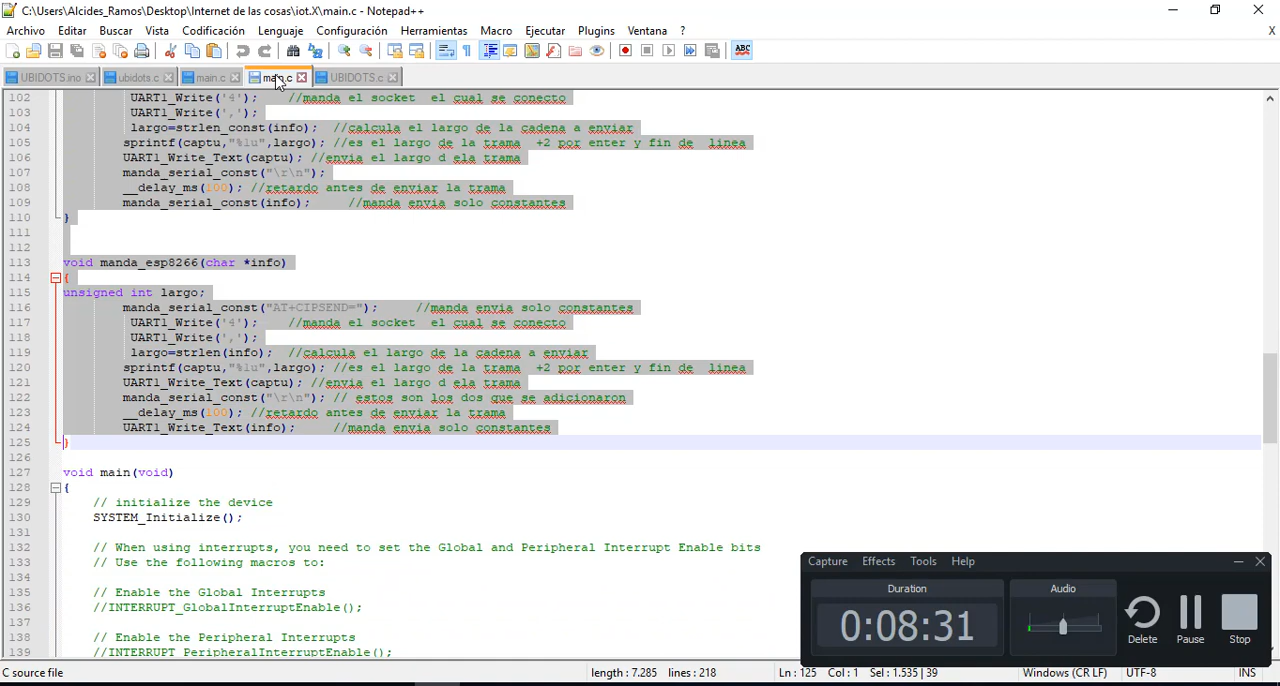 C:\Users\Alcides_Ramos\Desktop\Internet de las cosas\iot.X\main.c - Notepad++
Archivo Editar Buscar Vista Codificación Lenguaje Configuración Herramientas Macro Ejecutar Plugins Ventana ? X
ABC
UBIDOTS.ino ubidots.c main.c main.c UBIDOTS.c
102 UART1_Write('4'); //manda el socket el cual se conecto
103 UART1_Write(',');
104 largo=strlen_const(info); //calcula el largo de la cadena a enviar
105 sprintf(captu,"%lu",largo); //es el largo de la trama +2 por enter y fin de linea
106 UART1_Write_Text(captu); //envia el largo d ela trama
107 manda_serial_const("\r\n");
108 __delay_ms(100); //retardo antes de enviar la trama
109 manda_serial_const(info); //manda envia solo constantes
110 }
111
112
113 void manda_esp8266(char *info)
114 {
115 unsigned int largo;
116 manda_serial_const("AT+CIPSEND="); //manda envia solo constantes
117 UART1_Write('4'); //manda el socket el cual se conecto
118 UART1_Write(',');
119 largo=strlen(info); //calcula el largo de la cadena a enviar
120 sprintf(captu,"%lu",largo); //es el largo de la trama +2 por enter y fin de linea
121 UART1_Write_Text(captu); //envia el largo d ela trama
122 manda_serial_const("\r\n"); // estos son los dos que se adicionaron
123 __delay_ms(100); //retardo antes de enviar la trama
124 UART1_Write_Text(info); //manda envia solo constantes
125 }
126
127 void main(void)
128 {
129 // initialize the device
130 SYSTEM_Initialize();
131
132 // When using interrupts, you need to set the Global and Peripheral Interrupt Enable bits
133 // Use the following macros to:
134
135 // Enable the Global Interrupts
136 //INTERRUPT_GlobalInterruptEnable();
137
138 // Enable the Peripheral Interrupts
139 //INTERRUPT_PeripheralInterruptEnable();
Capture Effects Tools Help
Duration Audio
0:08:31
Delete Pause Stop
C source file length : 7.285 lines : 218 Ln : 125 Col : 1 Sel : 1.535 | 39 Windows (CR LF) UTF-8 INS